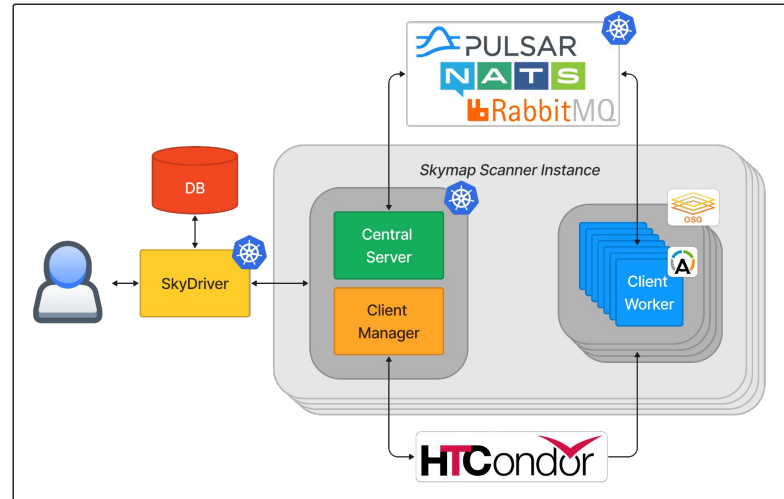 PULSAR
NATS
RabbitMQ
Skymap Scanner Instance
DB
OSG
Central
Server
A
SkyDriver
Client
Worker
Client
Manager
HTCondor